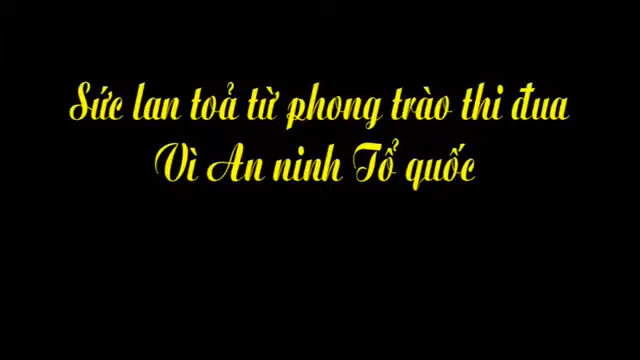 Sức lan toả từ phong trào thi đua
Vì An ninh Tổ quốc